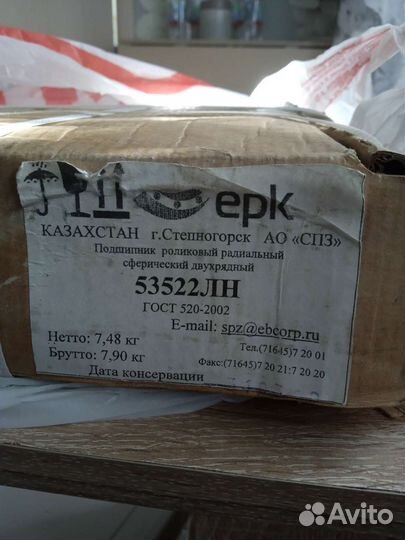 epk
КАЗАХСТАН г.Степногорск АО «СПЗ»
Подшипник роликовый радиальный
сферический двухрядный
53522ЛН
ГОСТ 520-2002
E-mail: spz@ebcorp.ru
Нетто: 7,48 кг
Тел.(71645)7 20 01
Брутто: 7,90 кг
Факс:(71645)7 20 21:7 20 20
Дата консервации
Avito